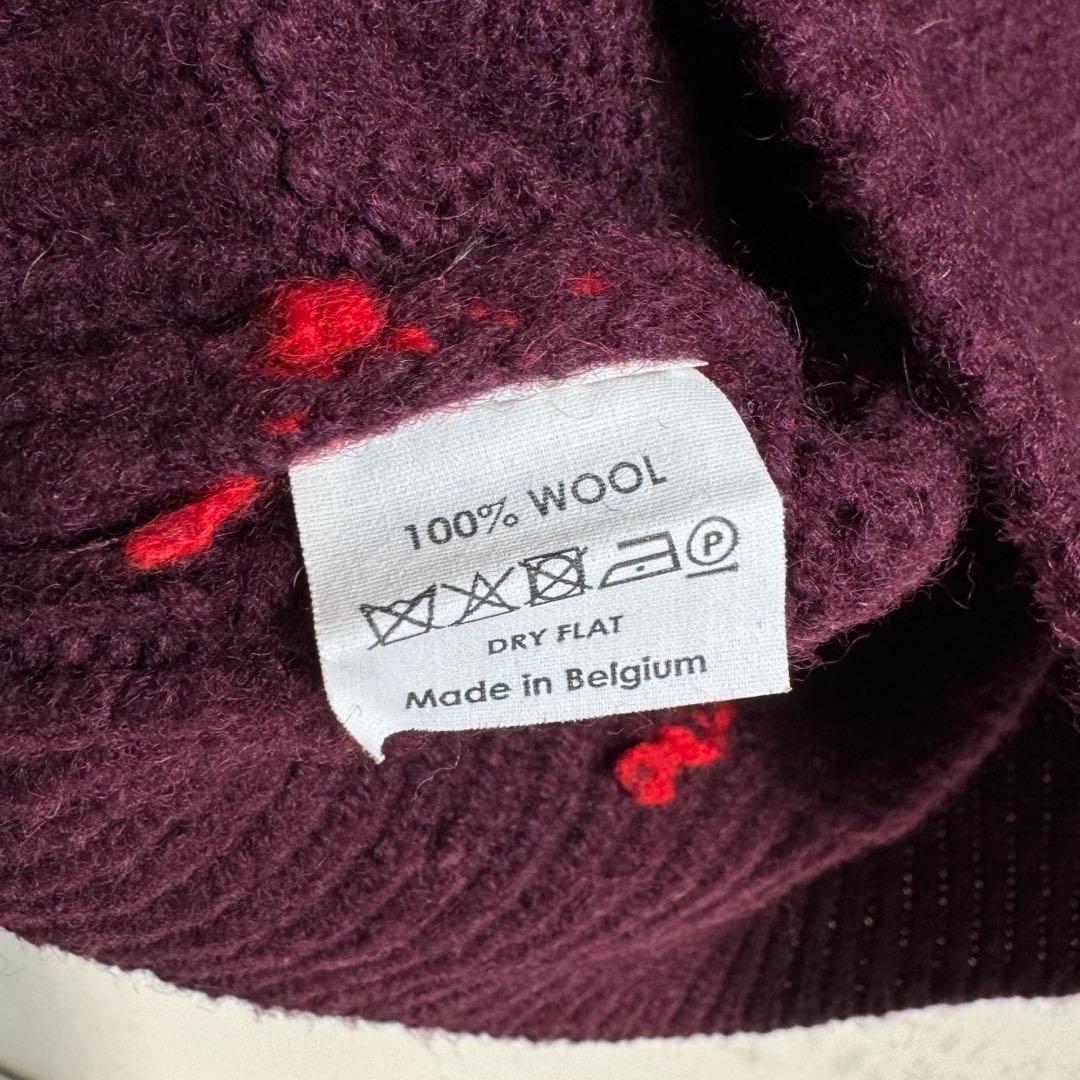 100% WOOL
P
DRY FLAT
Made in Belgium